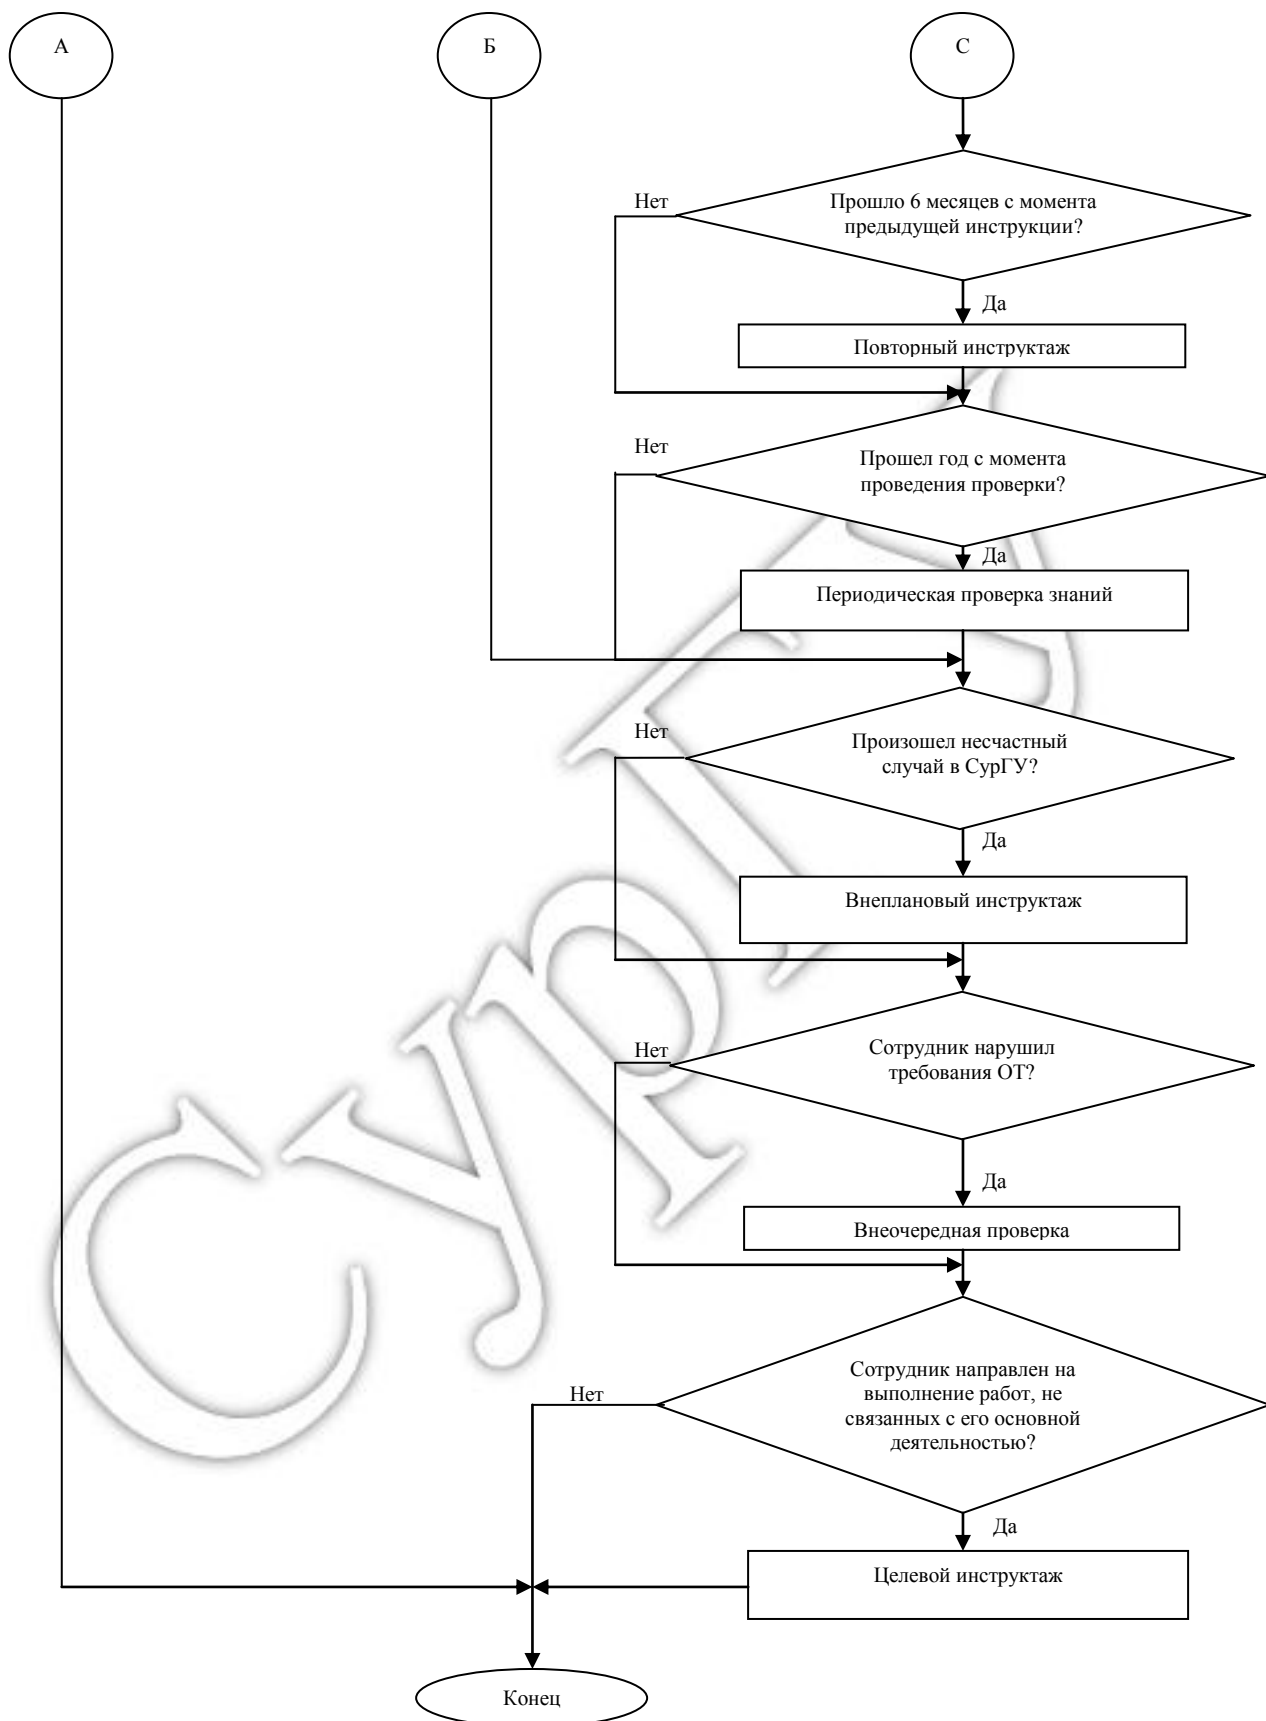 А
Б
С
Нет
Прошло 6 месяцев с момента
предыдущей инструкции?
Да
Повторный инструктаж
Нет
Прошел год с момента
проведения проверки?
Да
Периодическая проверка знаний
Нет
Произошел несчастный
случай в СурГУ?
Да
Внеплановый инструктаж
Нет
Сотрудник нарушил
требования ОТ?
Да
Внеочередная проверка
Нет
Сотрудник направлен на
выполнение работ, не
связанных с его основной
деятельностью?
Да
Целевой инструктаж
Конец
СурГУ